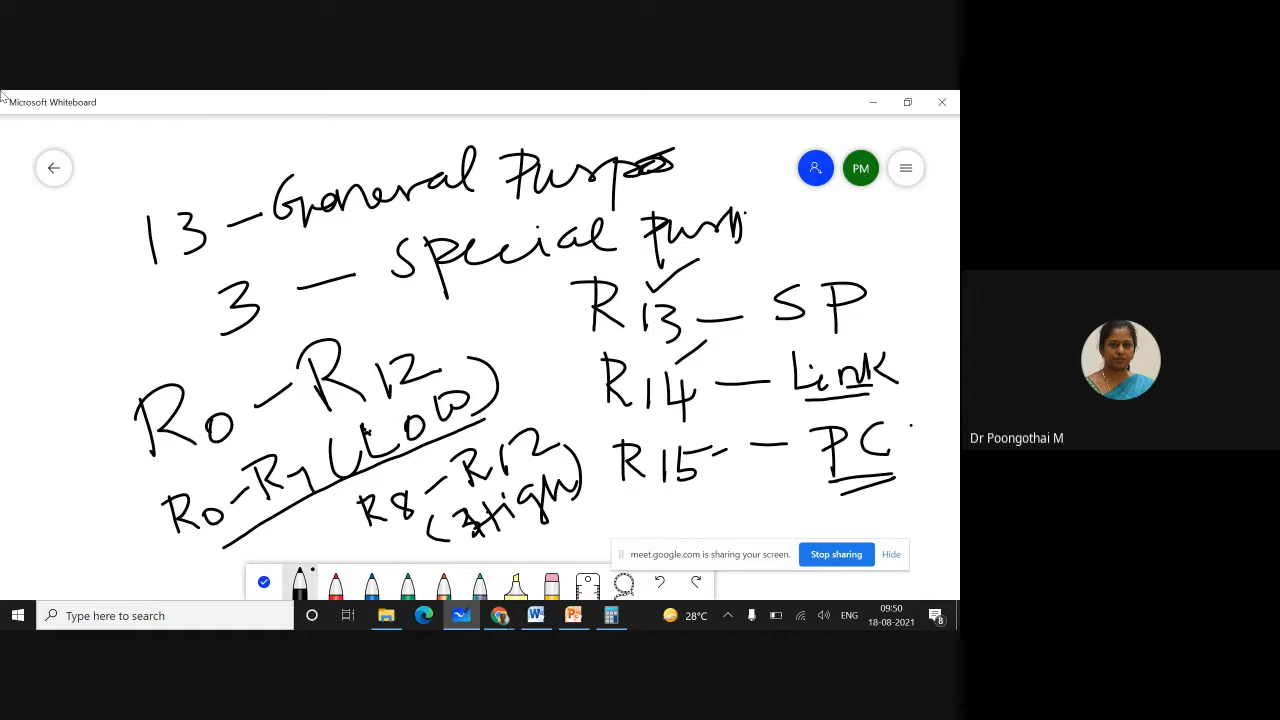 Microsoft Whiteboard
PM
13 - General Purpos
3 - Special Purp
R13 - SP
R0 - R12
R14 - Link
R0 - R7 (Low)
R15 - PC
R8 - R12
(High)
meet.google.com is sharing your screen.
Stop sharing
Hide
Dr Poongothai M
Type here to search
28°C
ENG
09:50
18-08-2021
8